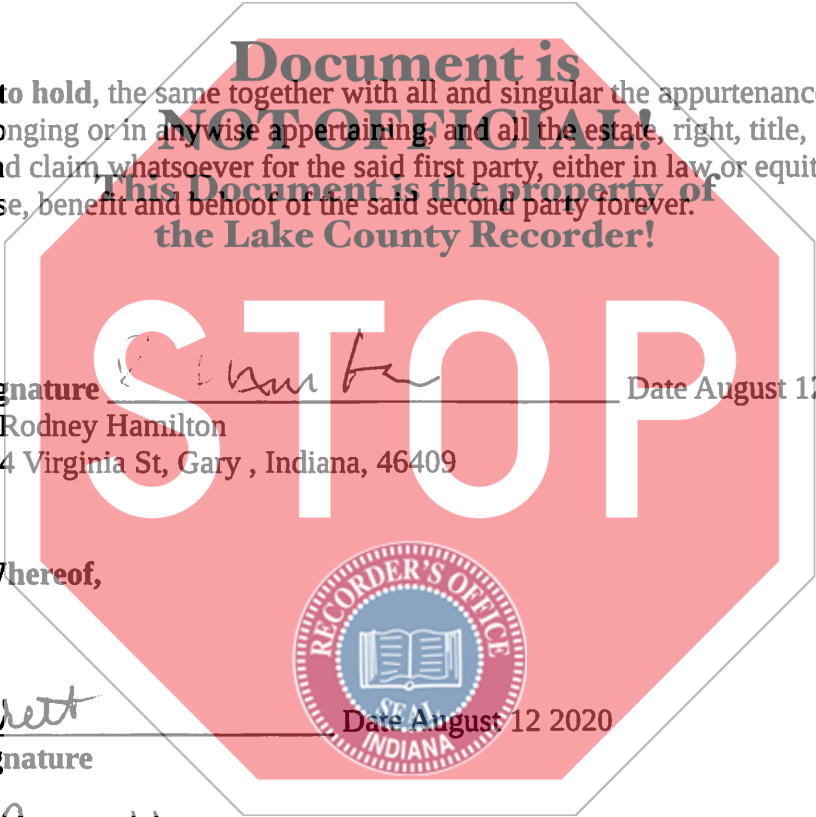 Document is
to hold, the same together with all and singular the appurtenanc
NOT OFFICIAL!
onging or in anywise appertaining, and all the estate, right, title,
d claim whatsoever for the said first party, either in law or equit
This Document is the property of
se, benefit and behoof of the said second party forever.
the Lake County Recorder!
STOP
gnature Date August 12
Rodney Hamilton
4 Virginia St, Gary , Indiana, 46409
hereof,
RECORDER'S OFFICE
SEAL
INDIANA
rett Date August 12 2020
gnature